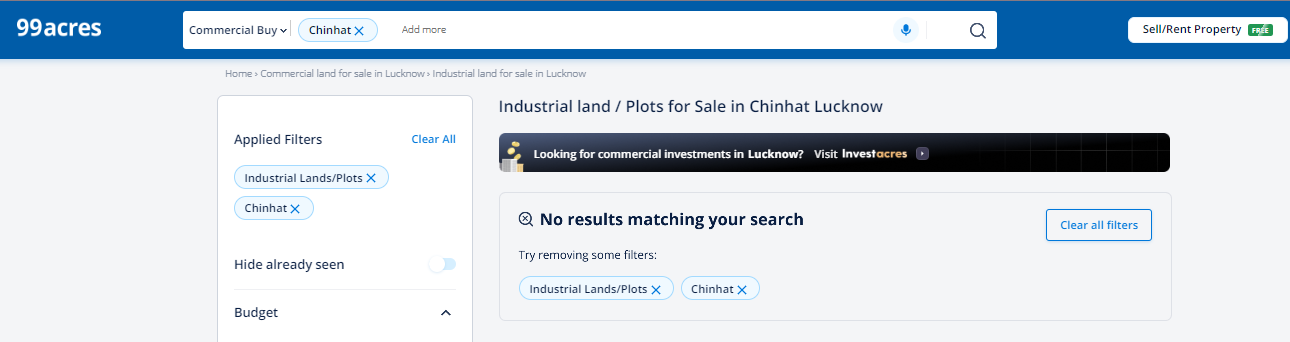 99acres
Commercial Buy
Chinhat
Add more
Sell/Rent Property FREE
Home › Commercial land for sale in Lucknow › Industrial land for sale in Lucknow
Applied Filters
Clear All
Industrial Lands/Plots
Chinhat
Hide already seen
Budget
Industrial land / Plots for Sale in Chinhat Lucknow
Looking for commercial investments in Lucknow? Visit Investacres
No results matching your search
Clear all filters
Try removing some filters:
Industrial Lands/Plots
Chinhat